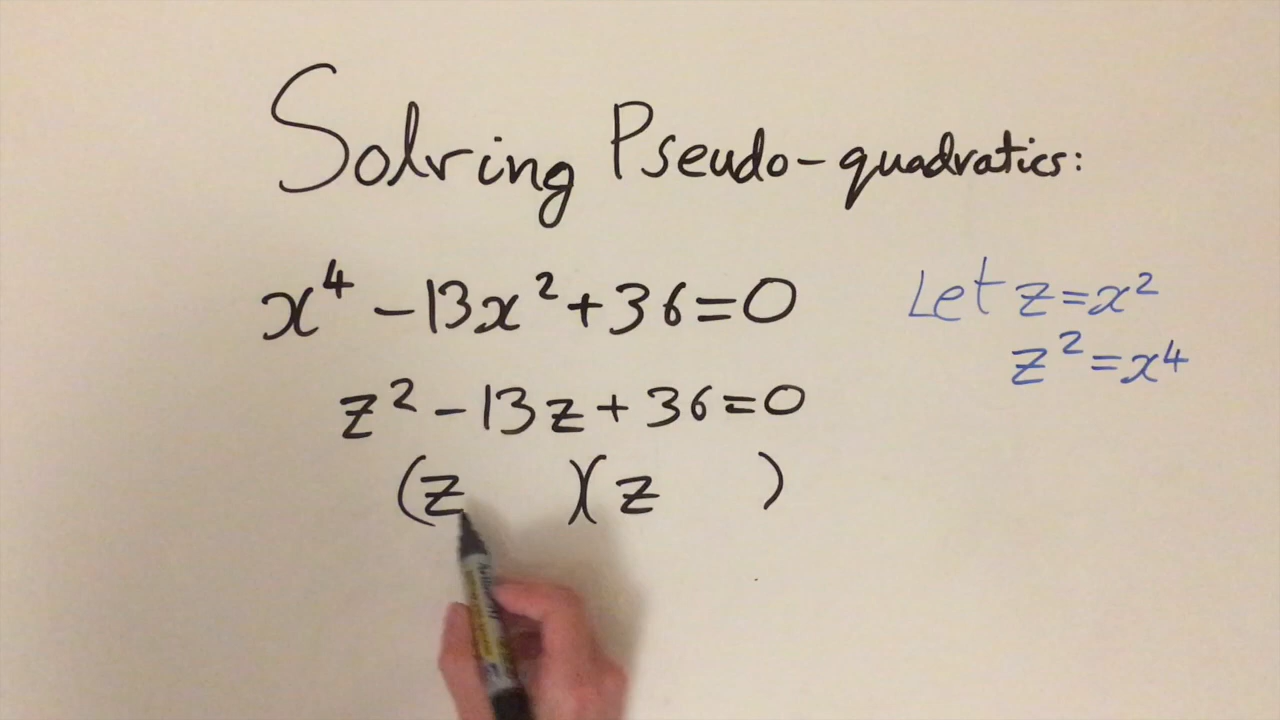 Solving Pseudo-quadratics:
x⁴ - 13x² + 36 = 0
Let z = x²
z² = x⁴
z² - 13z + 36 = 0
(z )(z )